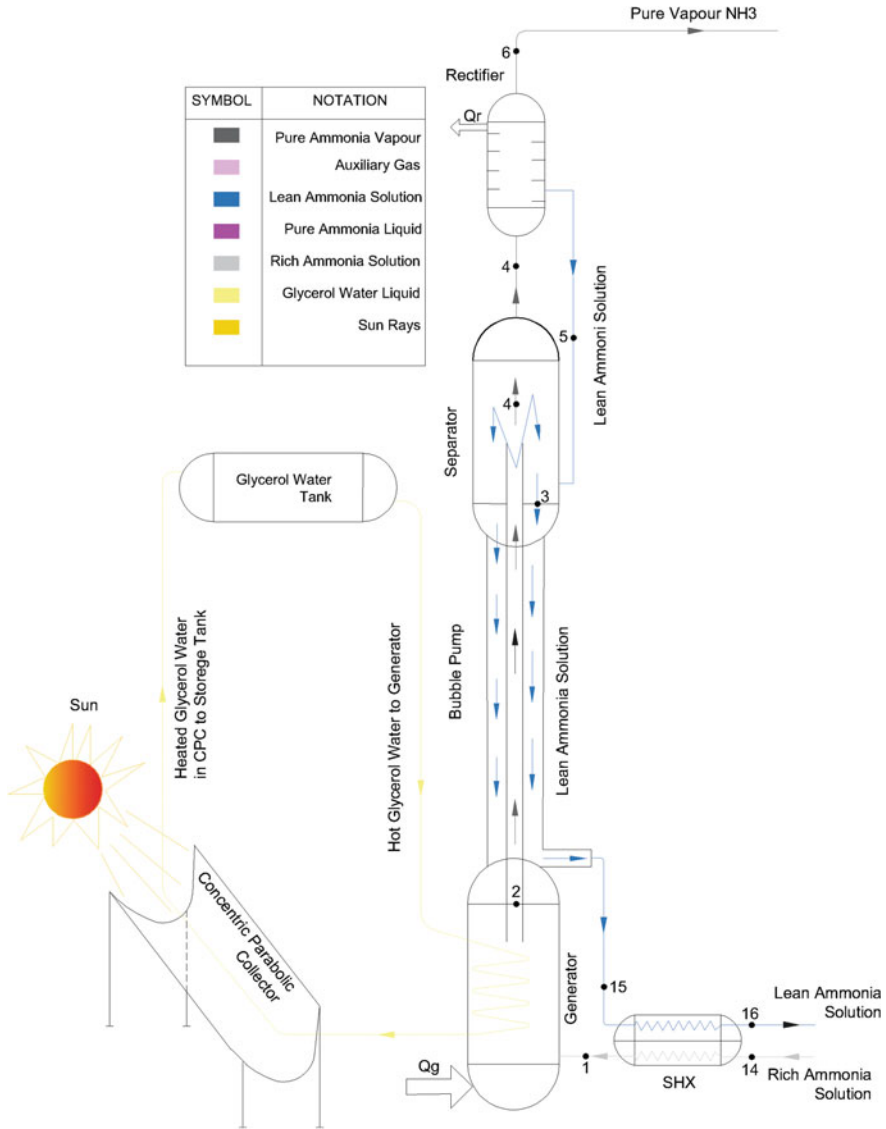 Pure Vapour NH3
6
Rectifier
Qr
SYMBOL NOTATION
Pure Ammonia Vapour
Auxiliary Gas
Lean Ammonia Solution
Pure Ammonia Liquid
Rich Ammonia Solution
Glycerol Water Liquid
Sun Rays
4
5
Lean Ammoni Solution
4
Separator
3
Glycerol Water
Tank
Heated Glycerol Water
in CPC to Storege Tank
Hot Glycerol Water to Generator
Bubble Pump
Lean Ammonia Solution
Sun
Concentric Parabolic
Collector
2
Generator
15
16
Lean Ammonia
Solution
1
14
Rich Ammonia
Solution
SHX
Qg